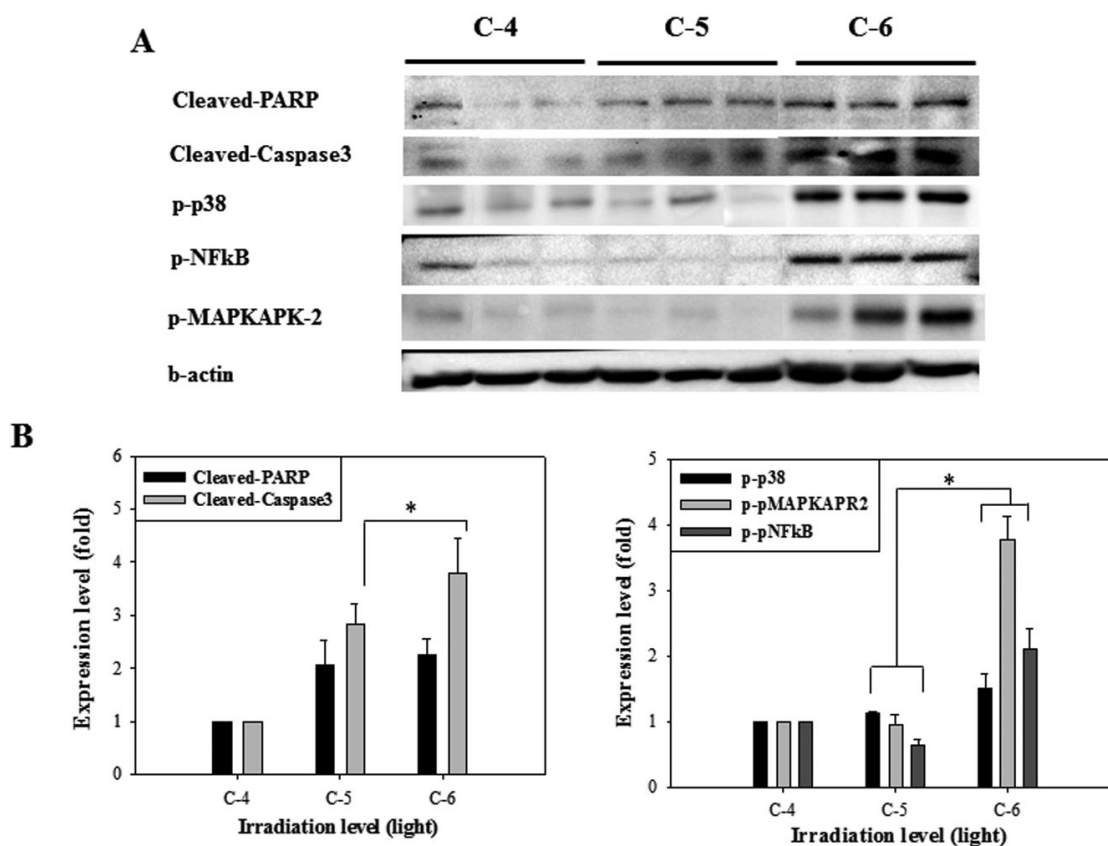 A
C-4 C-5 C-6
Cleaved-PARP
Cleaved-Caspase3
p-p38
p-NFkB
p-MAPKAPK-2
b-actin
B
Expression level (fold)
6
5
4
3
2
1
0
Cleaved-PARP
Cleaved-Caspase3
*
C-4 C-5 C-6
Irradiation level (light)
Expression level (fold)
5
4
3
2
1
0
p-p38
p-pMAPKAPR2
p-pNFkB
*
C-4 C-5 C-6
Irradiation level (light)